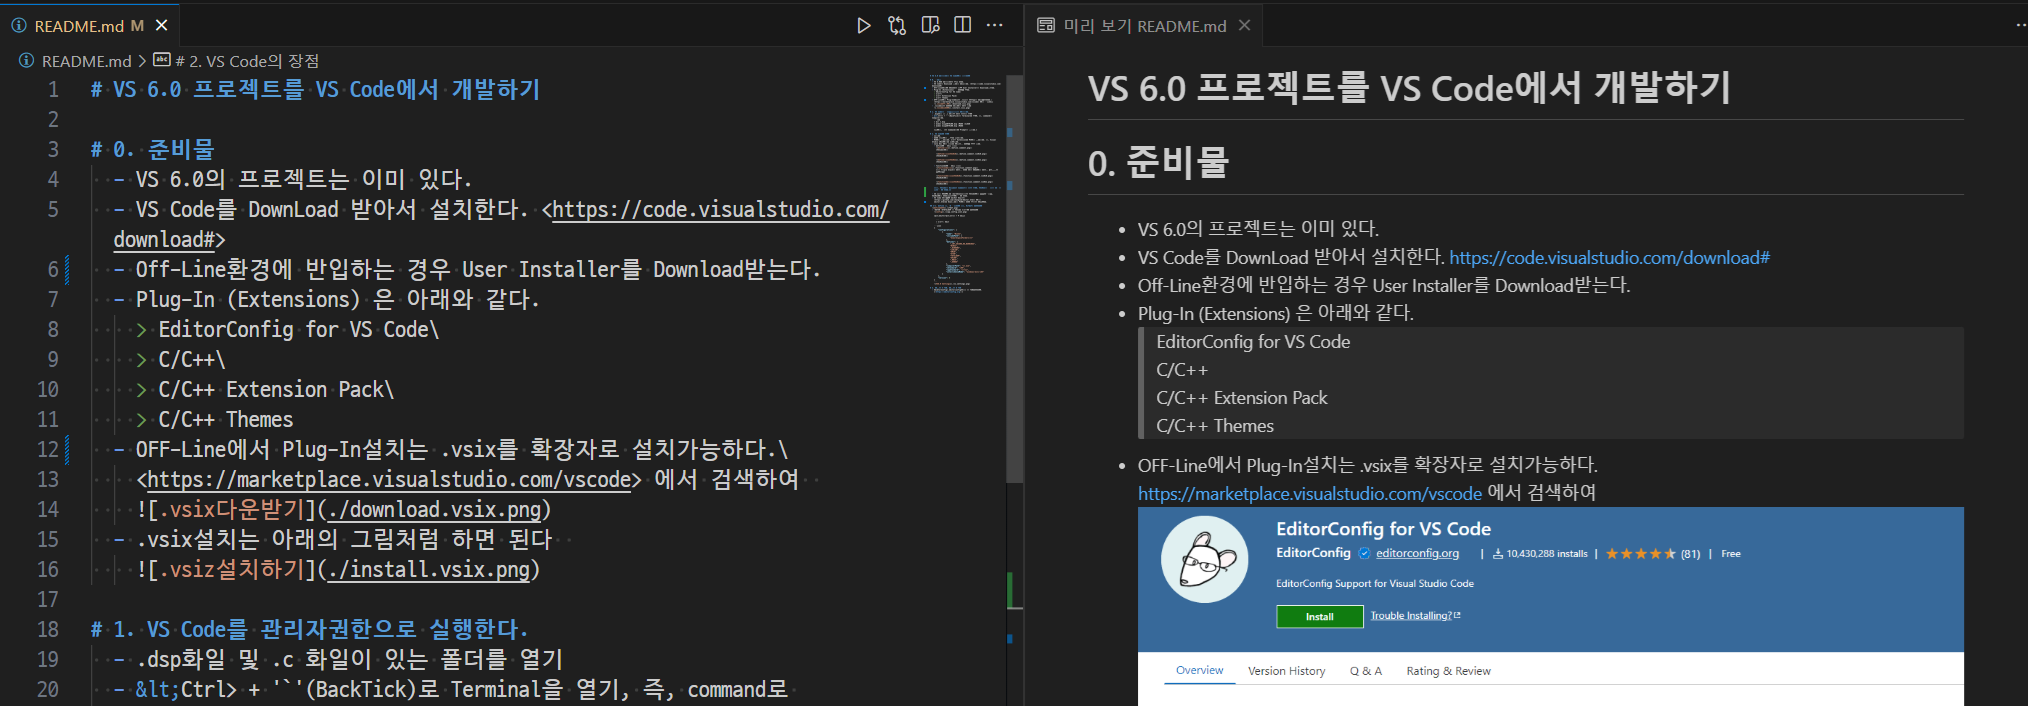 README.md M
README.md > # 2. VS Code의 장점
1 # VS 6.0 프로젝트를 VS Code에서 개발하기
2
3 # 0. 준비물
4 - VS 6.0의 프로젝트는 이미 있다.
5 - VS Code를 DownLoad 받아서 설치한다. <https://code.visualstudio.com/
download#>
6 - Off-Line환경에 반입하는 경우 User Installer를 Download받는다.
7 - Plug-In (Extensions) 은 아래와 같다.
8 > EditorConfig for VS Code\
9 > C/C++\
10 > C/C++ Extension Pack\
11 > C/C++ Themes
12 - OFF-Line에서 Plug-In설치는 .vsix를 확장자로 설치가능하다.\
13 <https://marketplace.visualstudio.com/vscode> 에서 검색하여
14 ![.vsix다운받기](./download.vsix.png)
15 - .vsix설치는 아래의 그림처럼 하면 된다
16 ![.vsiz설치하기](./install.vsix.png)
17
18 # 1. VS Code를 관리자권한으로 실행한다.
19 - .dsp화일 및 .c 화일이 있는 폴더를 열기
20 - &lt;Ctrl> + '`'(BackTick)로 Terminal을 열기, 즉, command로
미리 보기 README.md
VS 6.0 프로젝트를 VS Code에서 개발하기
0. 준비물
• VS 6.0의 프로젝트는 이미 있다.
• VS Code를 DownLoad 받아서 설치한다. https://code.visualstudio.com/download#
• Off-Line환경에 반입하는 경우 User Installer를 Download받는다.
• Plug-In (Extensions) 은 아래와 같다.
EditorConfig for VS Code
C/C++
C/C++ Extension Pack
C/C++ Themes
• OFF-Line에서 Plug-In설치는 .vsix를 확장자로 설치가능하다.
https://marketplace.visualstudio.com/vscode 에서 검색하여
EditorConfig for VS Code
EditorConfig editorconfig.org | 10,430,288 installs | (81) | Free
EditorConfig Support for Visual Studio Code
Install Trouble Installing?
Overview Version History Q & A Rating & Review